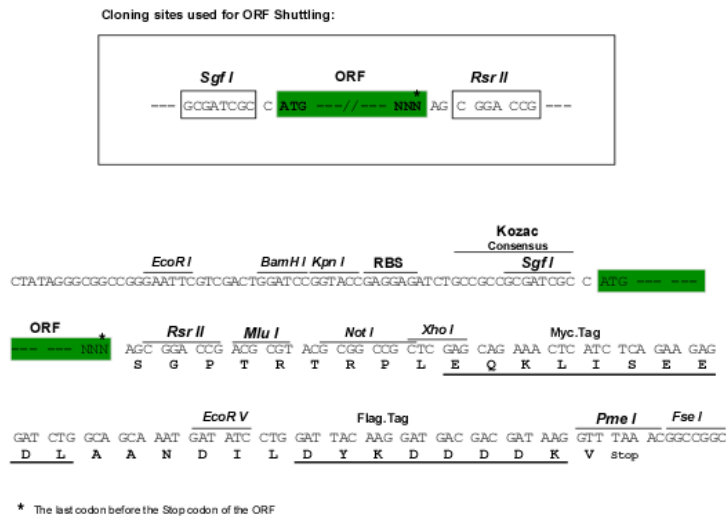 Cloning sites used for ORF Shuttling:
Sgf I ORF Rsr II
*
--- GCGATCGC C ATG ---//--- NNN AG C GGA CCG ---
Kozac
Consensus
EcoR I BamH I Kpn I RBS Sgf I
CTATAGGGCGGCCGGGAATTCGTCGACTGGATCCGGTACCGAGGAGATCTGCCGCCGCGATCGC C ATG --- ---
ORF
* Rsr II Mlu I Not I Xho I Myc.Tag
--- --- NNN AGC GGA CCG ACG CGT ACG CGG CCG CTC GAG CAG AAA CTC ATC TCA GAA GAG
S G P T R T R P L E Q K L I S E E
EcoR V Flag.Tag Pme I Fse I
GAT CTG GCA GCA AAT GAT ATC CTG GAT TAC AAG GAT GAC GAC GAT AAG GTT TAA ACGGCCGGC
D L A A N D I L D Y K D D D D K V Stop
* The last codon before the Stop codon of the ORF